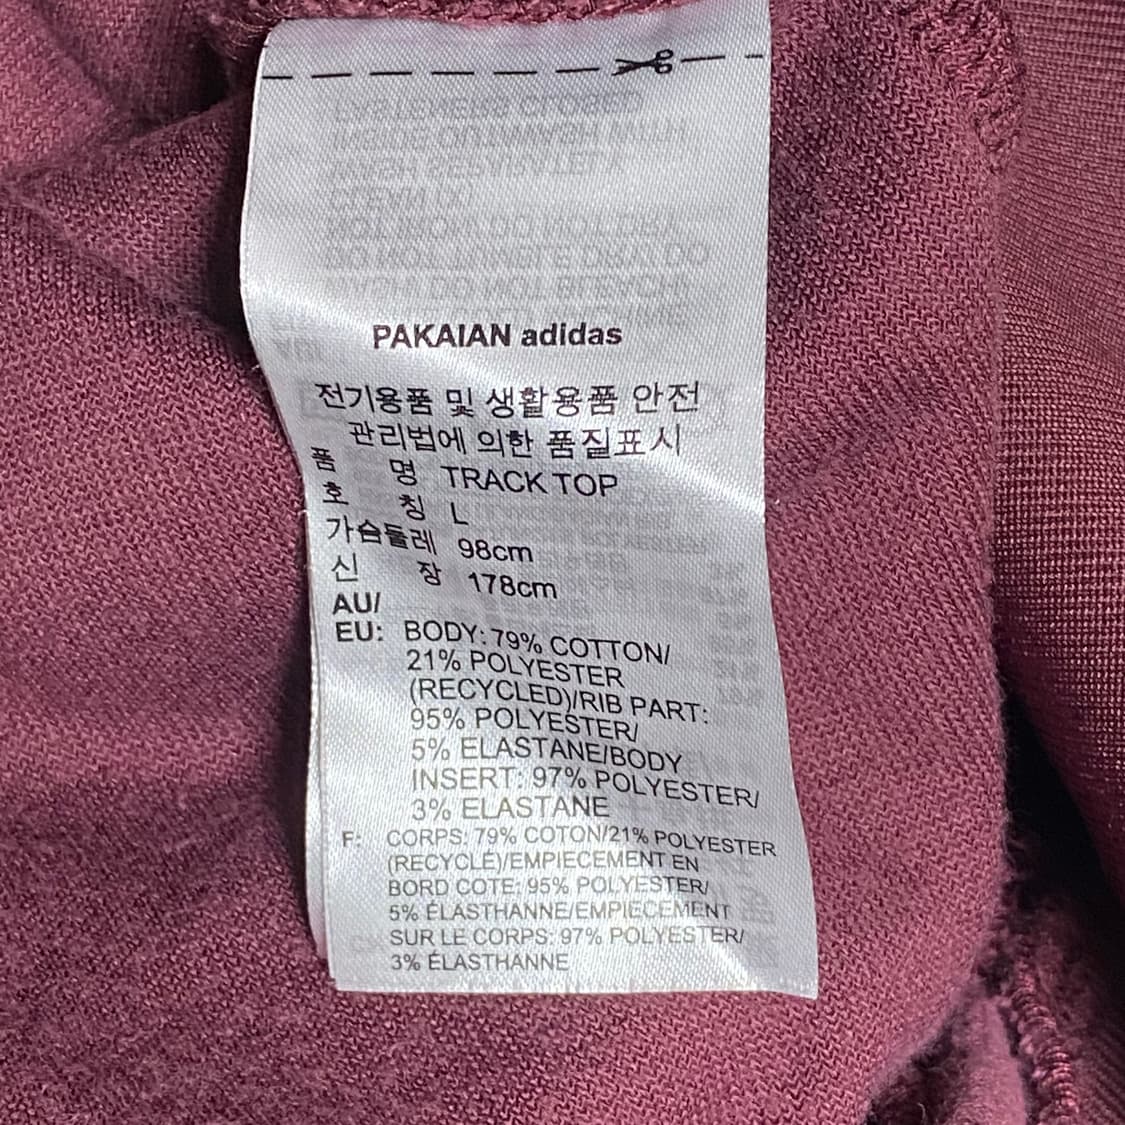 PAKAIAN adidas
전기용품 및 생활용품 안전
관리법에 의한 품질표시
품 명 TRACK TOP
호 칭 L
가슴둘레 98cm
신 장 178cm
AU/
EU: BODY: 79% COTTON/
21% POLYESTER
(RECYCLED)/RIB PART:
95% POLYESTER/
5% ELASTANE/BODY
INSERT: 97% POLYESTER/
3% ELASTANE
F: CORPS: 79% COTON/21% POLYESTER
(RECYCLÉ)/EMPIECEMENT EN
BORD COTE: 95% POLYESTER/
5% ÉLASTHANNE/EMPIECEMENT
SUR LE CORPS: 97% POLYESTER/
3% ÉLASTHANNE